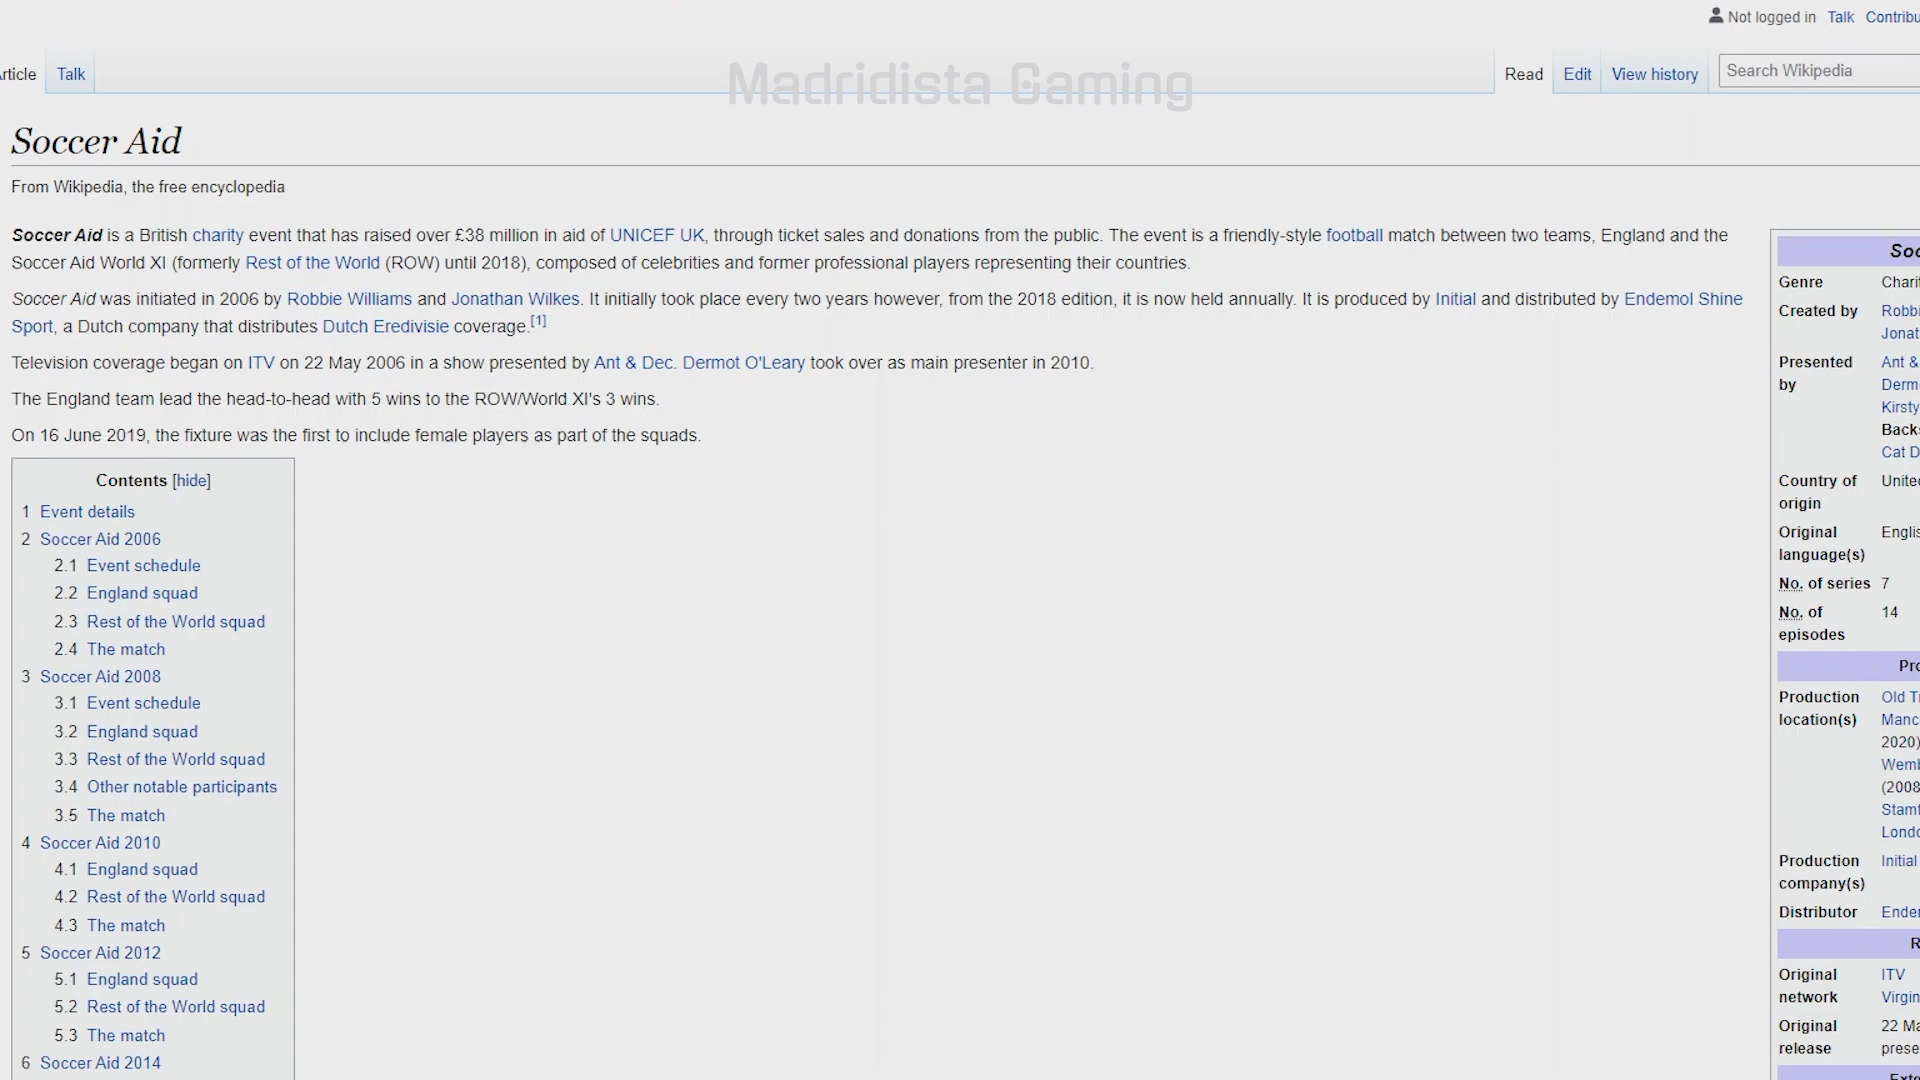 Not logged in Talk
Article Talk
Madridista Gaming
Read Edit View history Search Wikipedia
Soccer Aid
From Wikipedia, the free encyclopedia
Soccer Aid is a British charity event that has raised over £38 million in aid of UNICEF UK, through ticket sales and donations from the public. The event is a friendly-style football match between two teams, England and the
Soccer Aid World XI (formerly Rest of the World (ROW) until 2018), composed of celebrities and former professional players representing their countries.
Soccer Aid was initiated in 2006 by Robbie Williams and Jonathan Wilkes. It initially took place every two years however, from the 2018 edition, it is now held annually. It is produced by Initial and distributed by Endemol Shine
Sport, a Dutch company that distributes Dutch Eredivisie coverage.[1]
Television coverage began on ITV on 22 May 2006 in a show presented by Ant & Dec. Dermot O'Leary took over as main presenter in 2010.
The England team lead the head-to-head with 5 wins to the ROW/World XI's 3 wins.
On 16 June 2019, the fixture was the first to include female players as part of the squads.
Contents [hide]
1 Event details
2 Soccer Aid 2006
2.1 Event schedule
2.2 England squad
2.3 Rest of the World squad
2.4 The match
3 Soccer Aid 2008
3.1 Event schedule
3.2 England squad
3.3 Rest of the World squad
3.4 Other notable participants
3.5 The match
4 Soccer Aid 2010
4.1 England squad
4.2 Rest of the World squad
4.3 The match
5 Soccer Aid 2012
5.1 England squad
5.2 Rest of the World squad
5.3 The match
6 Soccer Aid 2014
Genre
Created by
Presented Ant &
by
Country of
origin
Original
language(s)
No. of series 7
No. of 14
episodes
Production
location(s)
2020)
(2008
Production Initial
company(s)
Distributor
Original ITV
network
Original 22
release